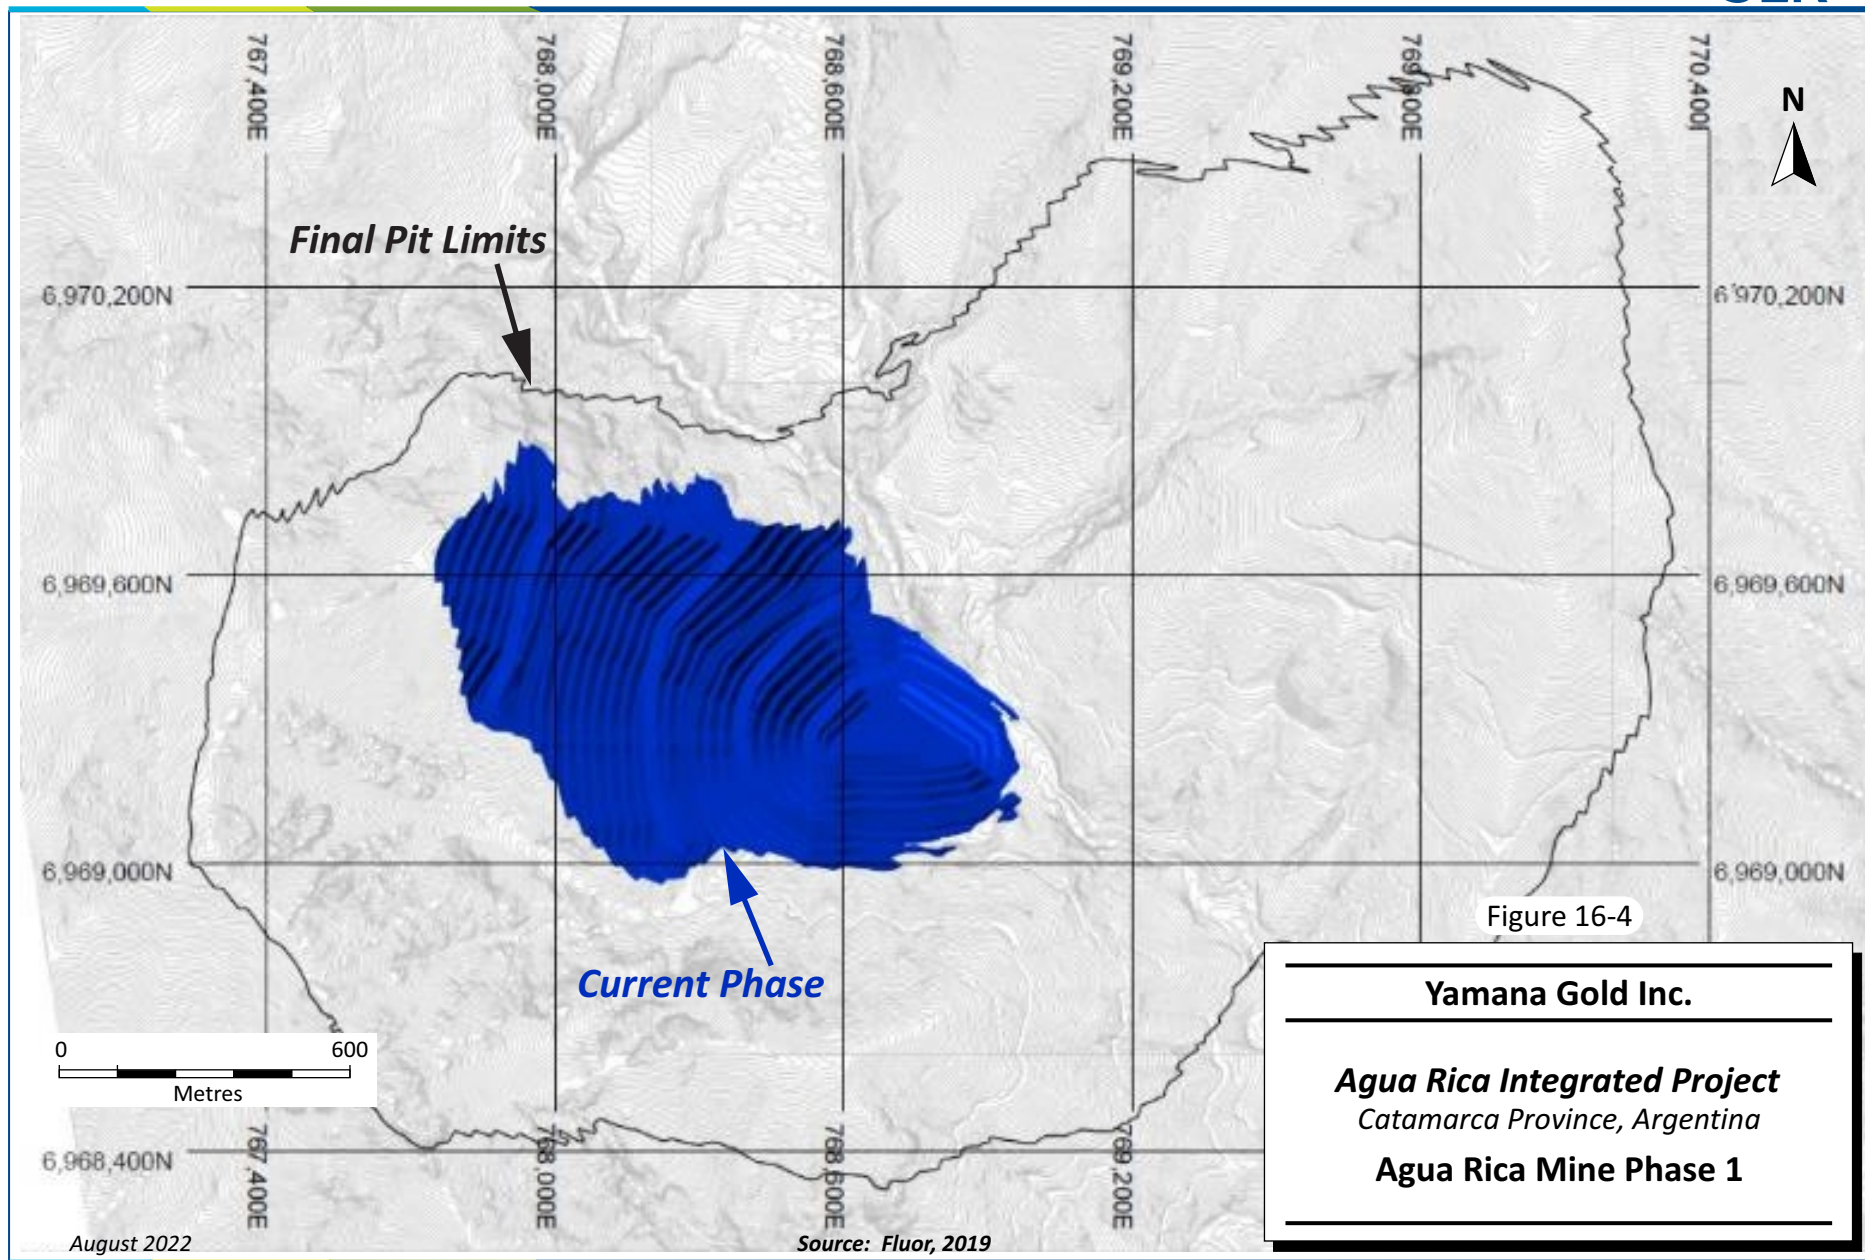 767,400E
768,000E
768,600E
769,200E
769,800E
770,400
N
Final Pit Limits
6,970,200N
6,970,200N
6,969,600N
6,969,600N
6,969,000N
6,969,000N
Figure 16-4
Current Phase
Yamana Gold Inc.
0 600
Metres
Agua Rica Integrated Project
Catamarca Province, Argentina
Agua Rica Mine Phase 1
6,968,400N
767,400E
768,000E
768,600E
769,200E
August 2022
Source: Fluor, 2019